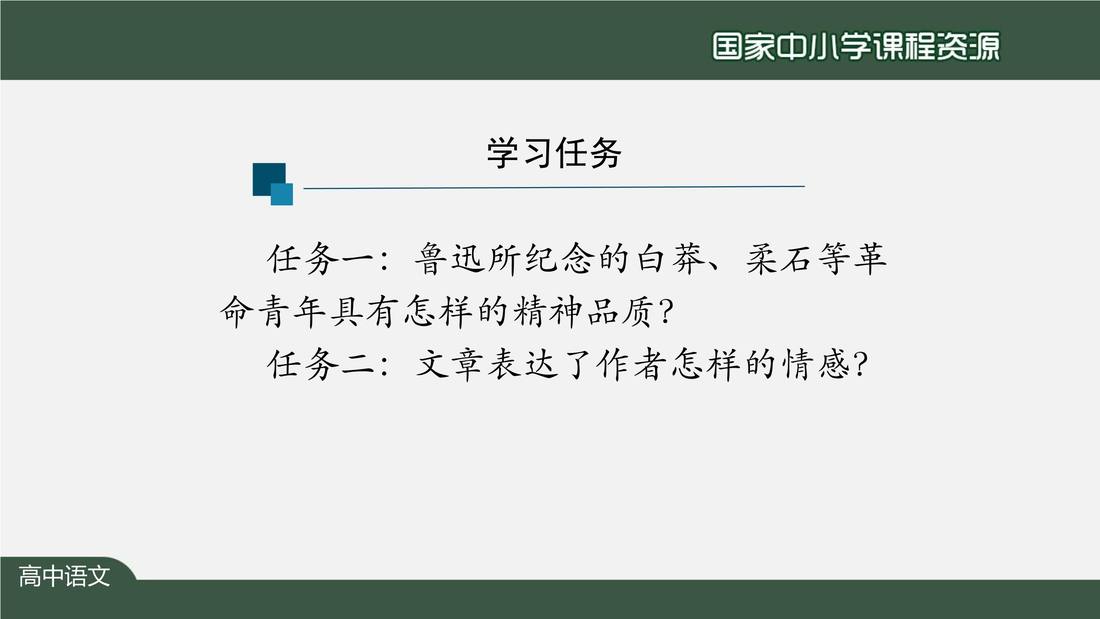 国家中小学课程资源
学习任务
任务一：鲁迅所纪念的白莽、柔石等革
命青年具有怎样的精神品质？
任务二：文章表达了作者怎样的情感？
高中语文